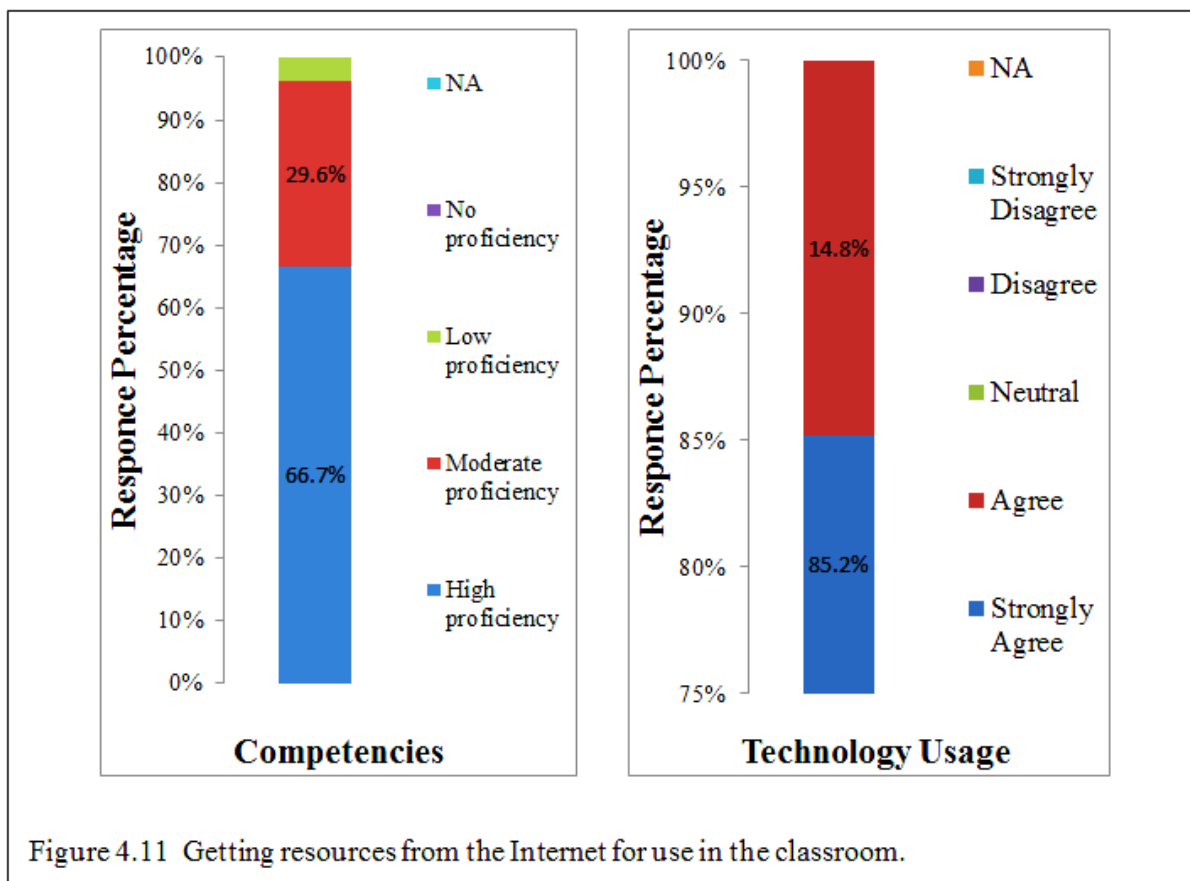 Responce Percentage
100%
90%
80%
70%
60%
50%
40%
30%
20%
10%
0%
29.6%
66.7%
NA
No
proficiency
Low
proficiency
Moderate
proficiency
High
proficiency
Competencies
Responce Percentage
100%
95%
90%
85%
80%
75%
14.8%
85.2%
NA
Strongly
Disagree
Disagree
Neutral
Agree
Strongly
Agree
Technology Usage
Figure 4.11 Getting resources from the Internet for use in the classroom.